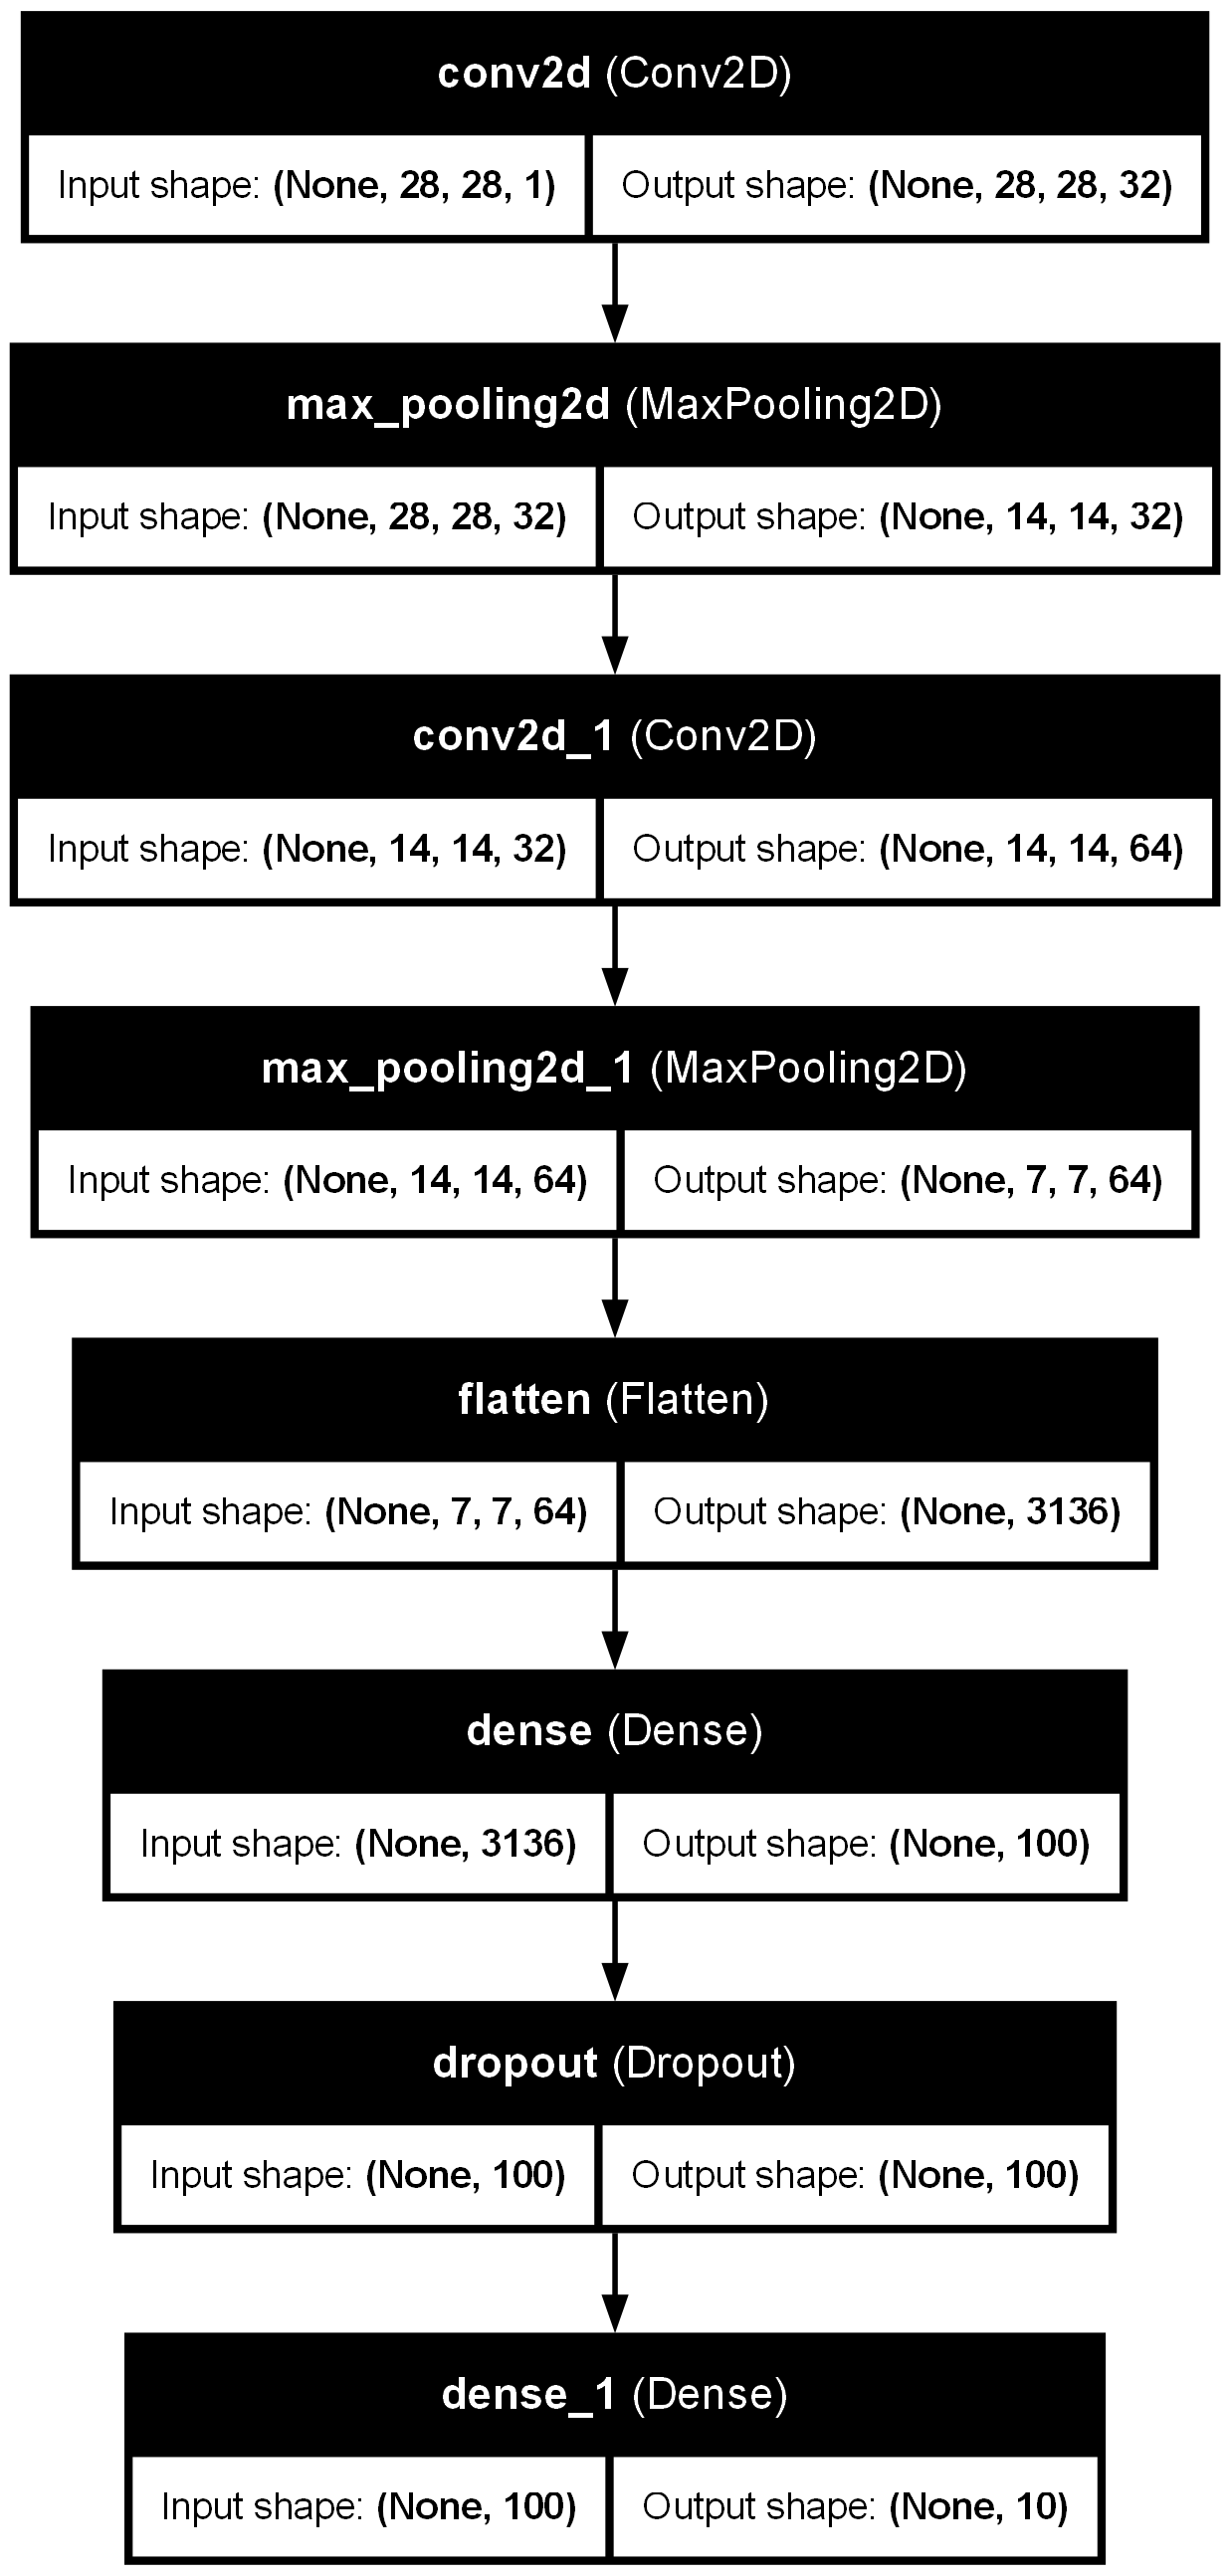 conv2d (Conv2D)
Input shape: (None, 28, 28, 1) Output shape: (None, 28, 28, 32)
max_pooling2d (MaxPooling2D)
Input shape: (None, 28, 28, 32) Output shape: (None, 14, 14, 32)
conv2d_1 (Conv2D)
Input shape: (None, 14, 14, 32) Output shape: (None, 14, 14, 64)
max_pooling2d_1 (MaxPooling2D)
Input shape: (None, 14, 14, 64) Output shape: (None, 7, 7, 64)
flatten (Flatten)
Input shape: (None, 7, 7, 64) Output shape: (None, 3136)
dense (Dense)
Input shape: (None, 3136) Output shape: (None, 100)
dropout (Dropout)
Input shape: (None, 100) Output shape: (None, 100)
dense_1 (Dense)
Input shape: (None, 100) Output shape: (None, 10)